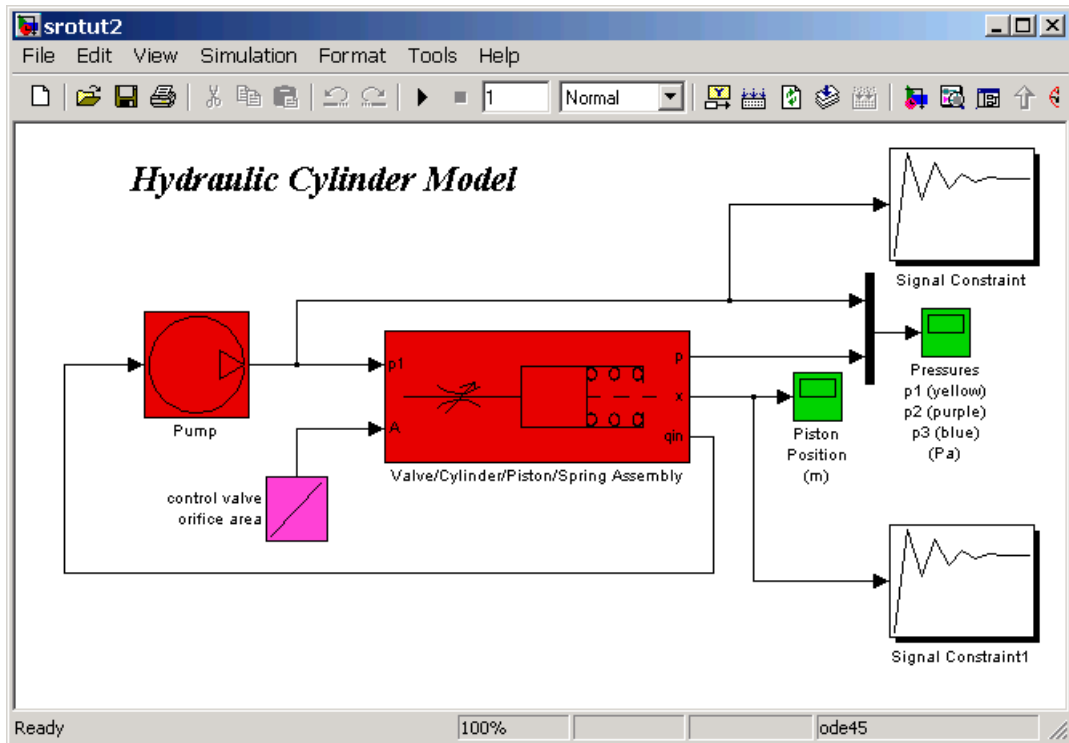 srotut2
File Edit View Simulation Format Tools Help
1 Normal
Hydraulic Cylinder Model
Signal Constraint
Pump
p1
A
p
x
qin
Valve/Cylinder/Piston/Spring Assembly
control valve
orifice area
Piston
Position
(m)
Pressures
p1 (yellow)
p2 (purple)
p3 (blue)
(Pa)
Signal Constraint1
Ready 100% ode45